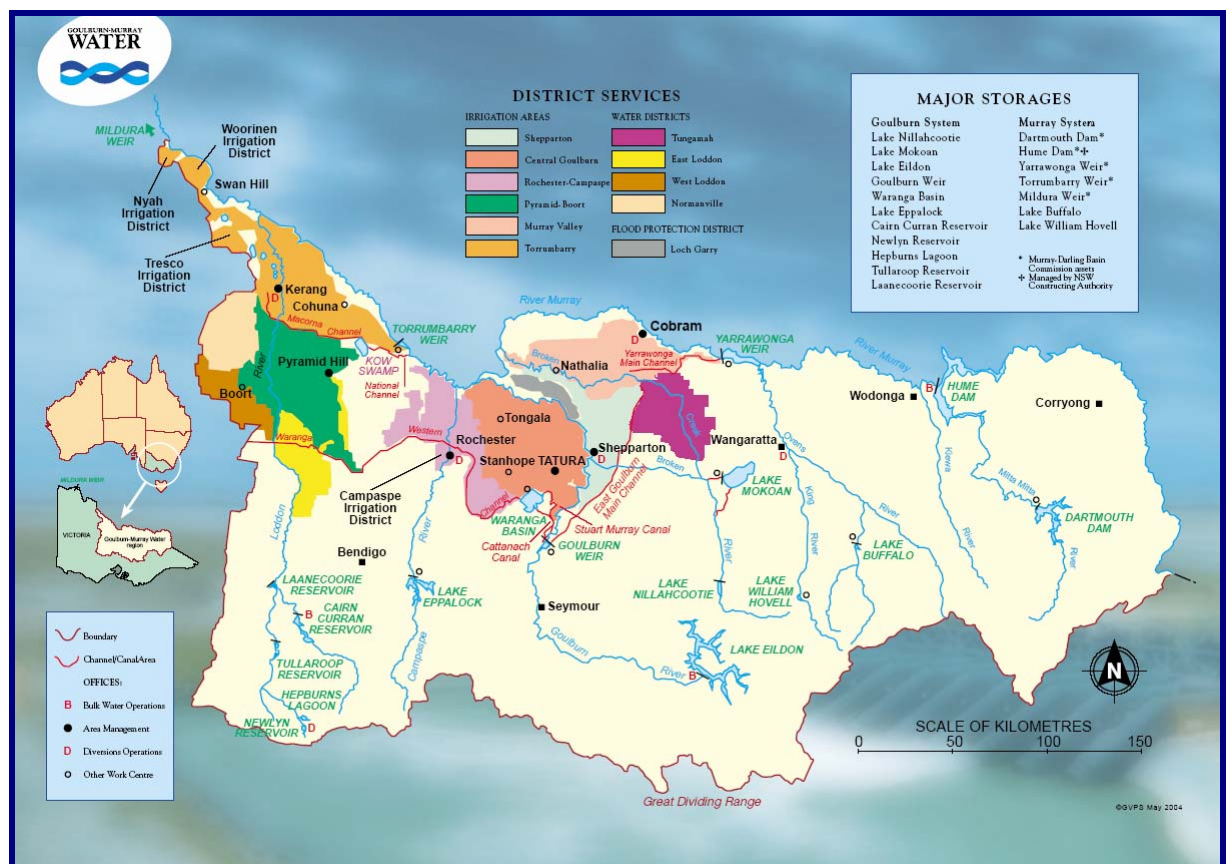 GOULBURN-MURRAY
WATER
DISTRICT SERVICES
IRRIGATION AREAS
Shepparton
Central Goulburn
Rochester-Campaspe
Pyramid-Boort
Murray Valley
Torrumbarry
WATER DISTRICTS
Tungamah
East Loddon
West Loddon
Normanville
FLOOD PROTECTION DISTRICT
Loch Garry
MAJOR STORAGES
Goulburn System
Lake Nillahcootie
Lake Mokoan
Lake Eildon
Goulburn Weir
Waranga Basin
Lake Eppalock
Cairn Curran Reservoir
Newlyn Reservoir
Hepburns Lagoon
Tullaroop Reservoir
Laanecoorie Reservoir
Murray System
Dartmouth Dam*
Hume Dam*✢
Yarrawonga Weir*
Torrumbarry Weir*
Mildura Weir*
Lake Buffalo
Lake William Hovell
* Murray-Darling Basin
Commission assets
✢ Managed by NSW
Constructing Authority
MILDURA
WEIR
Woorinen
Irrigation
District
Nyah
Irrigation
District
Swan Hill
Tresco
Irrigation
District
Kerang
D
Cohuna
Macorna
Channel
TORRUMBARRY
WEIR
KOW
SWAMP
National
Channel
Pyramid Hill
River
Boort
Waranga
Western
Channel
River Murray
Cobram
D
Nathalia
Broken
Yarrawonga
Main Channel
YARRAWONGA
WEIR
Creek
Tongala
Rochester
D
Stanhope
TATURA
Shepparton
D
Broken
Campaspe
Irrigation
District
WARANGA
BASIN
Cattanach
Canal
Stuart Murray Canal
East Goulburn
Main Channel
GOULBURN
WEIR
Wangaratta
D
LAKE
MOKOAN
Ovens
King
River
River
River
River Murray
Wodonga
B
HUME
DAM
Corryong
Kiewa
River
Mitta Mitta
River
DARTMOUTH
DAM
LAKE
BUFFALO
LAKE
WILLIAM
HOVELL
LAKE
NILLAHCOOTIE
Loddon
Bendigo
River
LAANECOORIE
RESERVOIR
B
CAIRN
CURRAN
RESERVOIR
LAKE
EPPALOCK
River
Campaspe
TULLAROOP
RESERVOIR
HEPBURNS
LAGOON
NEWLYN
RESERVOIR
D
Seymour
Goulburn
River
B
LAKE EILDON
Great Dividing Range
MILDURA WEIR
VICTORIA
Goulburn-Murray Water
region
Boundary
Channel/Canal Area
OFFICES:
B Bulk Water Operations
Area Management
D Diversions Operations
Other Work Centre
N
SCALE OF KILOMETRES
0 50 100 150
©GVPS May 2004